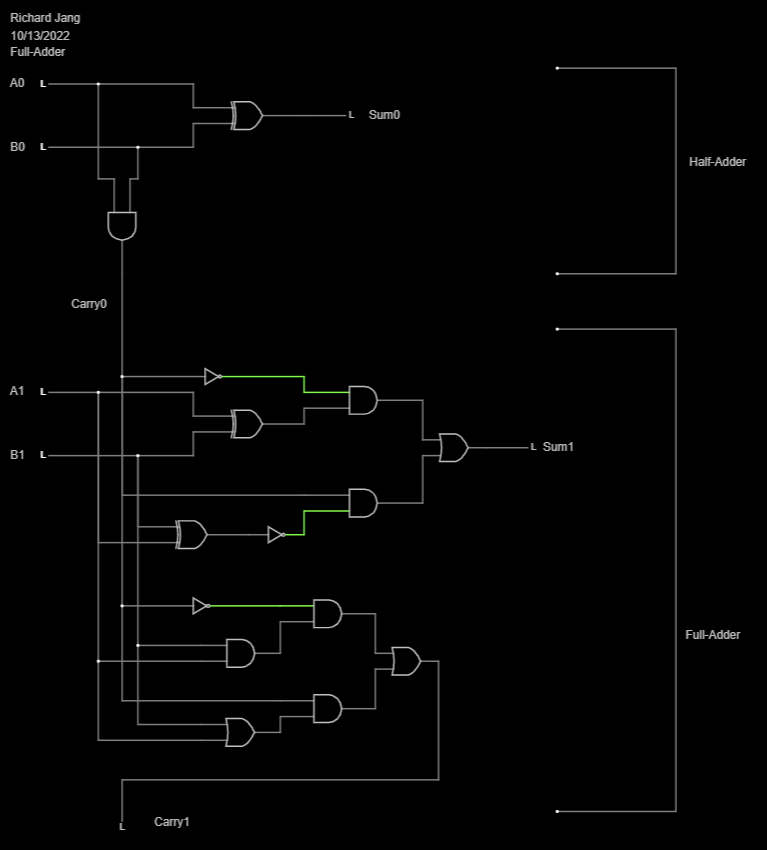 Richard Jang
10/13/2022
Full-Adder
A0 L
L Sum0
B0 L
Half-Adder
Carry0
A1 L
L Sum1
B1 L
Full-Adder
Carry1
L